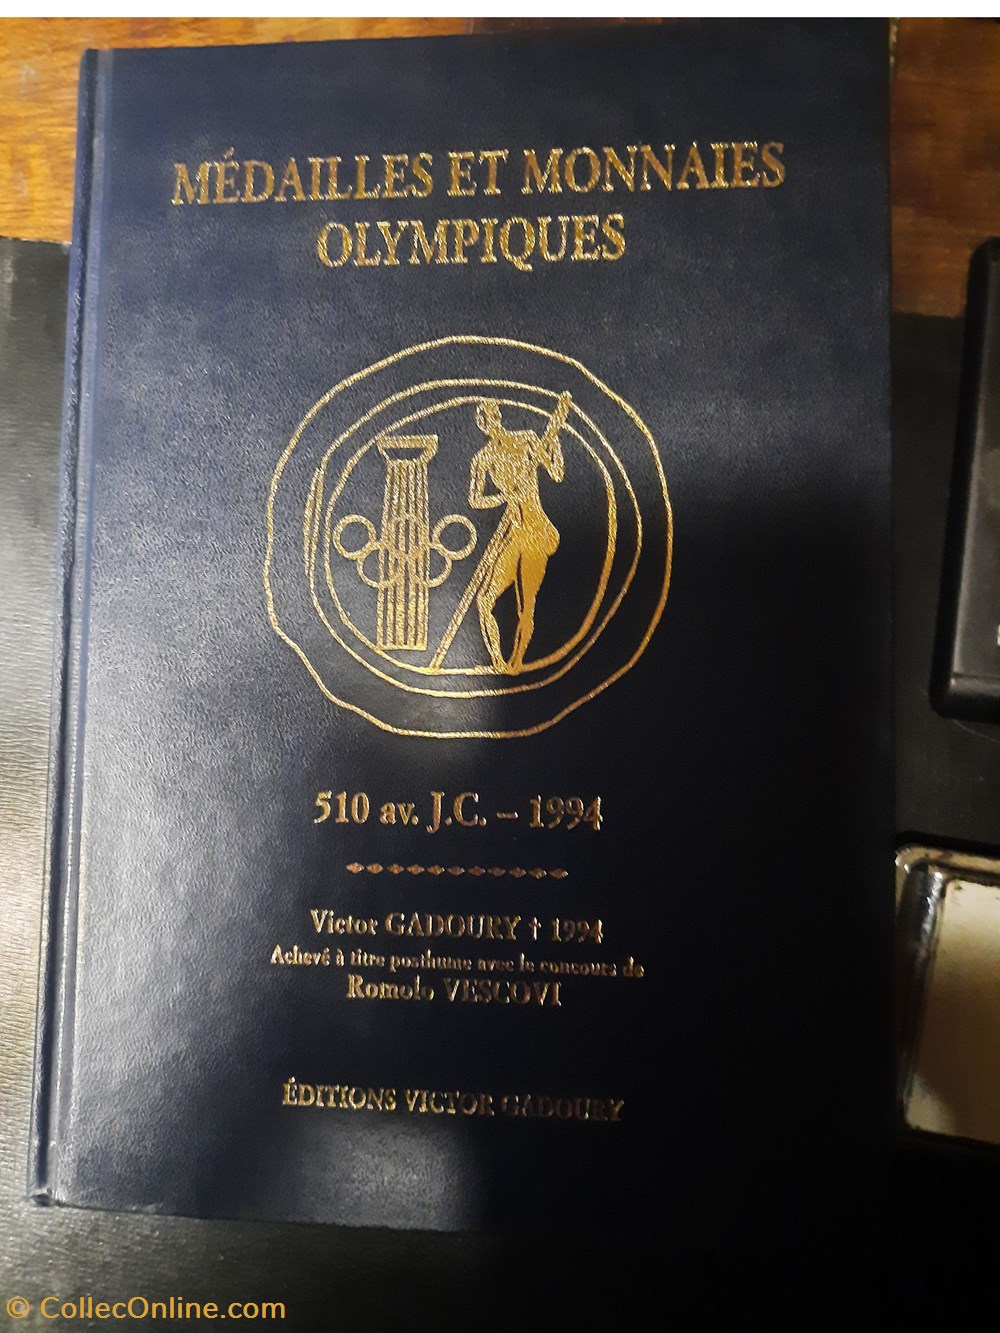 MÉDAILLES ET MONNAIES
OLYMPIQUES
510 av. J.C. – 1994
Victor GADOURY † 1994
Achevé à titre posthume avec le concours de
Romolo VESCOVI
ÉDITIONS VICTOR GADOURY
© CollecOnline.com